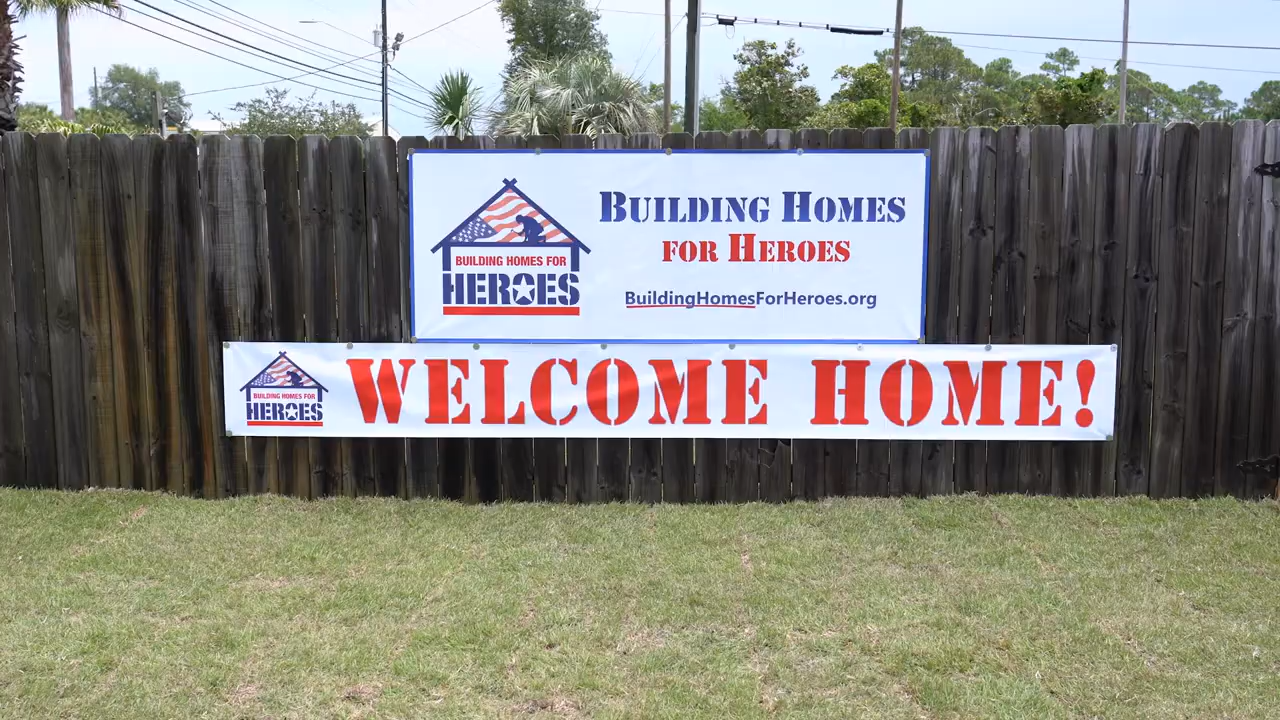 BUILDING HOMES FOR
HEROES
BUILDING HOMES
FOR HEROES
BuildingHomesForHeroes.org
BUILDING HOMES FOR
HEROES
WELCOME HOME!